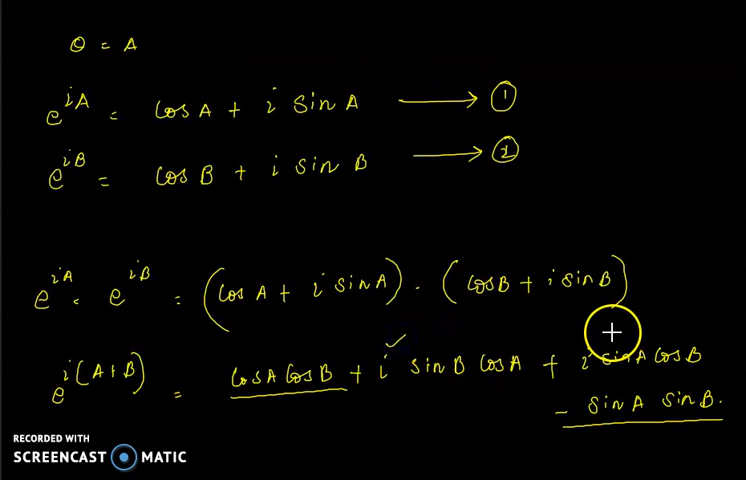 θ = A
e^{iA} = cos A + i sin A ⟶ ①
e^{iB} = cos B + i sin B ⟶ ②
e^{iA} . e^{iB} = (cos A + i sin A) . (cos B + i sin B)
e^{i(A+B)} = cos A cos B + i sin B cos A + i sin A cos B
- sin A sin B.
RECORDED WITH
SCREENCAST MATIC